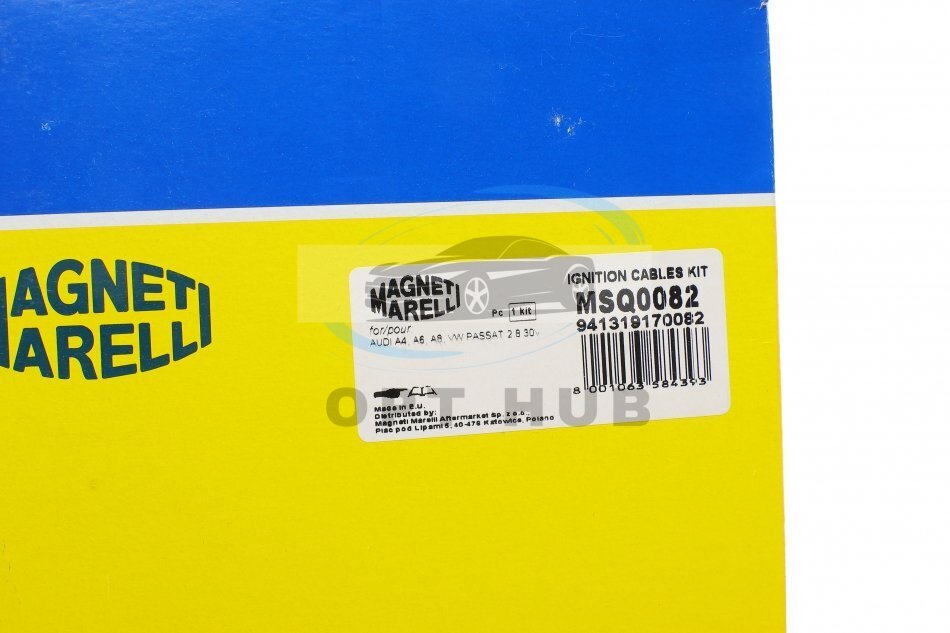 MAGNETI
MARELLI
IGNITION CABLES KIT
MAGNETI
MARELLI
Pc 1 kit
MSQ0082
941319170082
for/pour
AUDI A4, A6, A8, VW PASSAT 2.8 30v
8 001063 584393
Made in E.U.
Distributed by:
Magneti Marelli Aftermarket Sp. z o.o.
Plac pod Lipami 5, 40-476 Katowice, Poland
OPT HUB